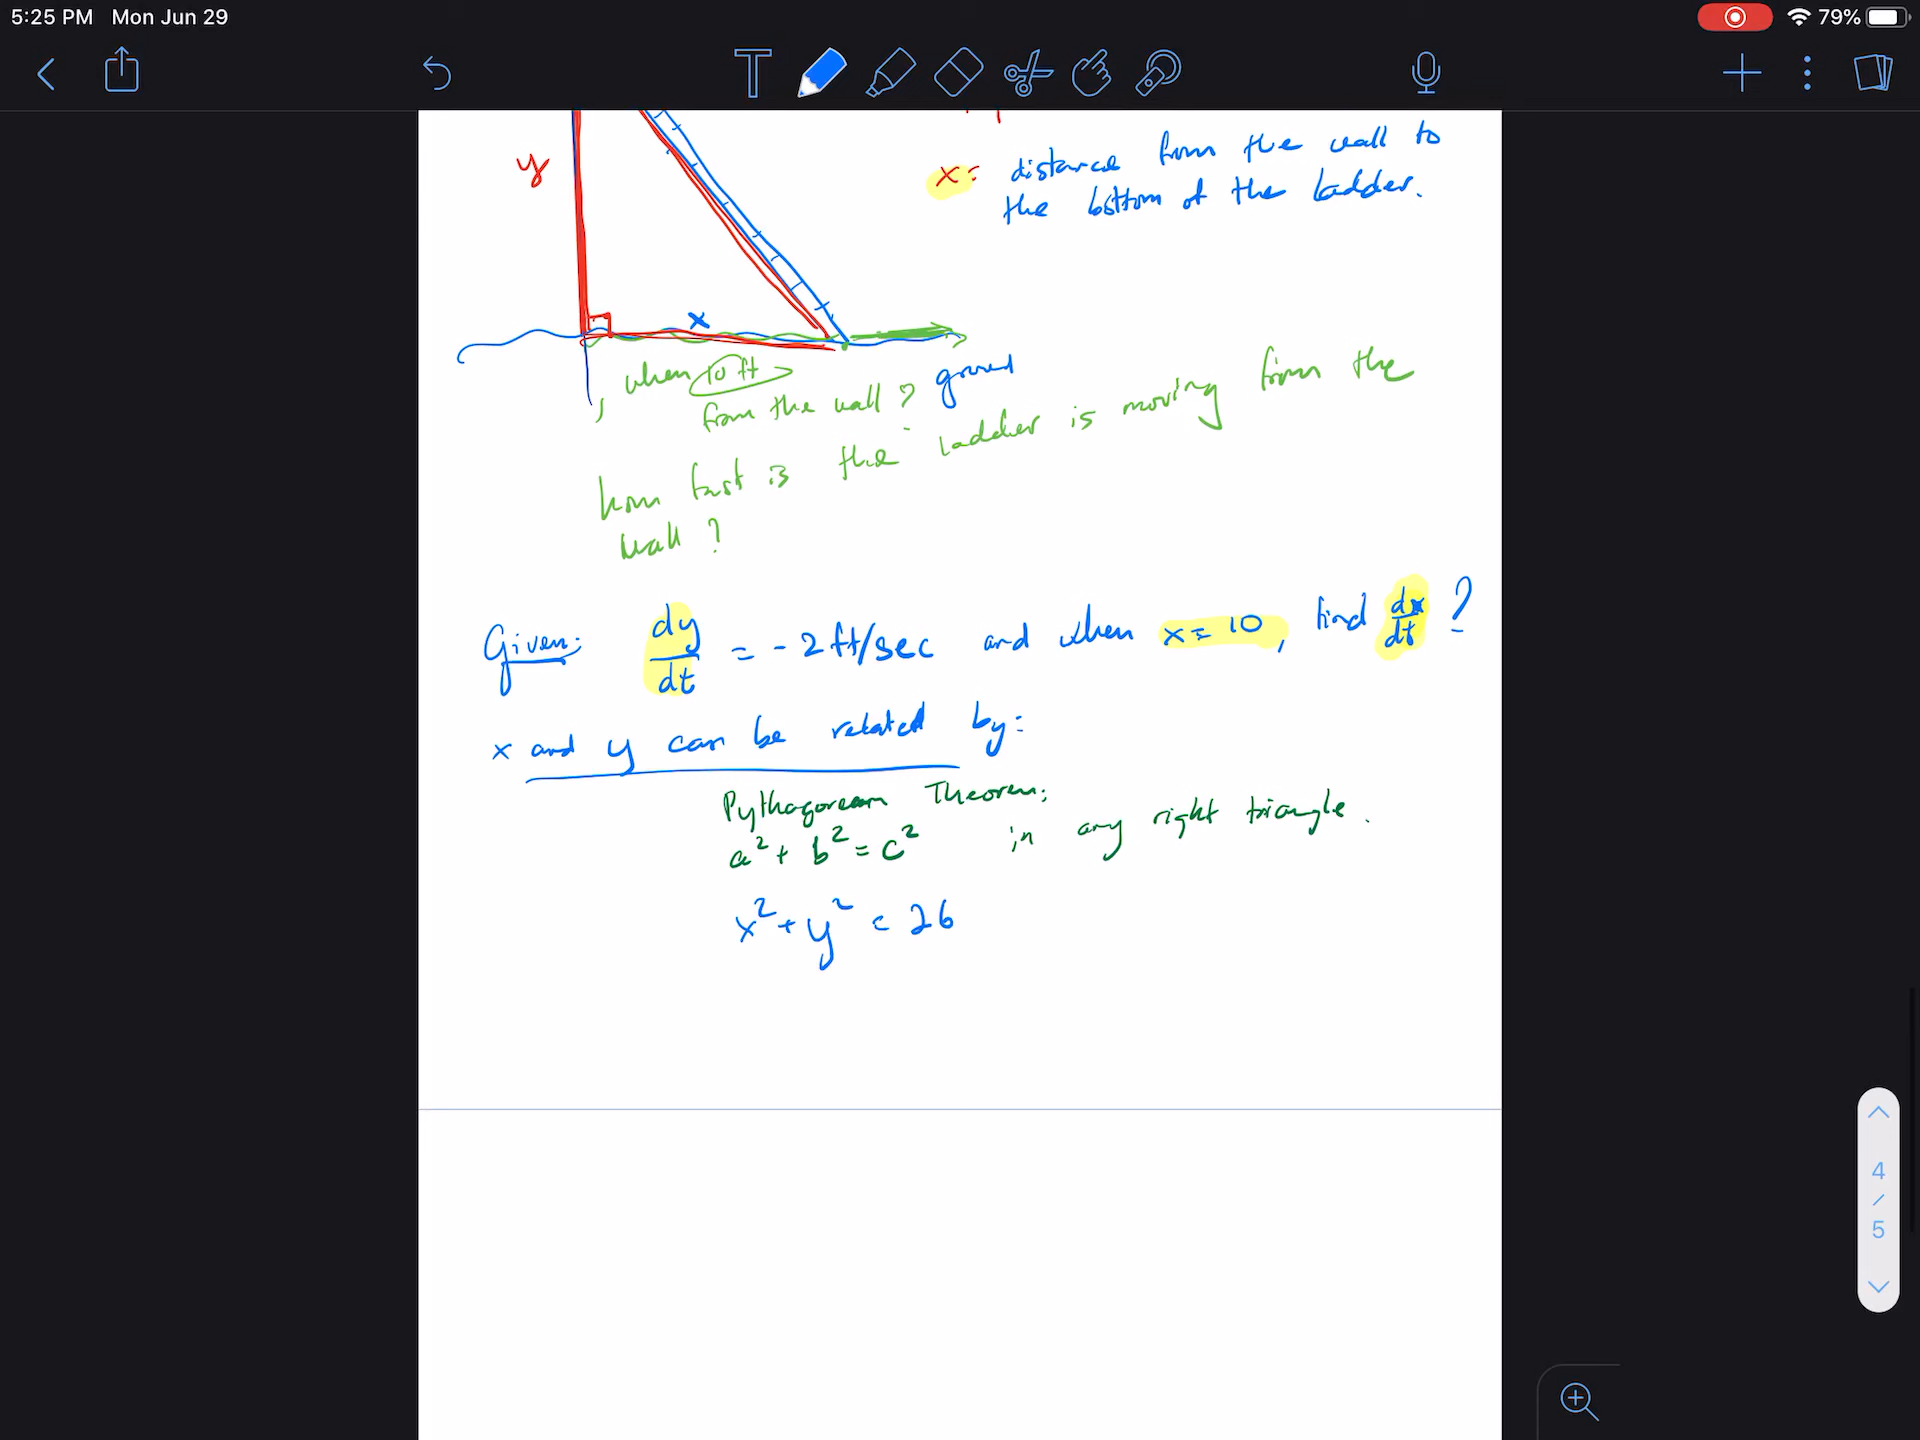 5:25 PM Mon Jun 29
79%
T
y
x = distance from the wall to
the bottom of the ladder.
x
, when 10 ft
from the wall ?
ground
how fast is the ladder is moving from the
wall ?
Given: dy/dt = - 2 ft/sec and when x = 10, find dx/dt ?
x and y can be related by:
Pythagorean Theorem:
a² + b² = c² in any right triangle.
x² + y² = 26
4
/
5